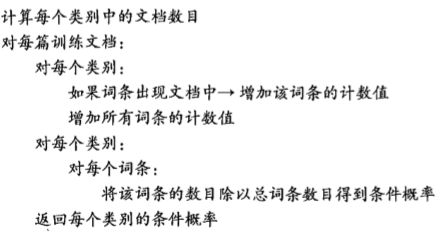 计算每个类别中的文档数目
对每篇训练文档：
对每个类别：
如果词条出现文档中→ 增加该词条的计数值
增加所有词条的计数值
对每个类别：
对每个词条：
将该词条的数目除以总词条数目得到条件概率
返回每个类别的条件概率